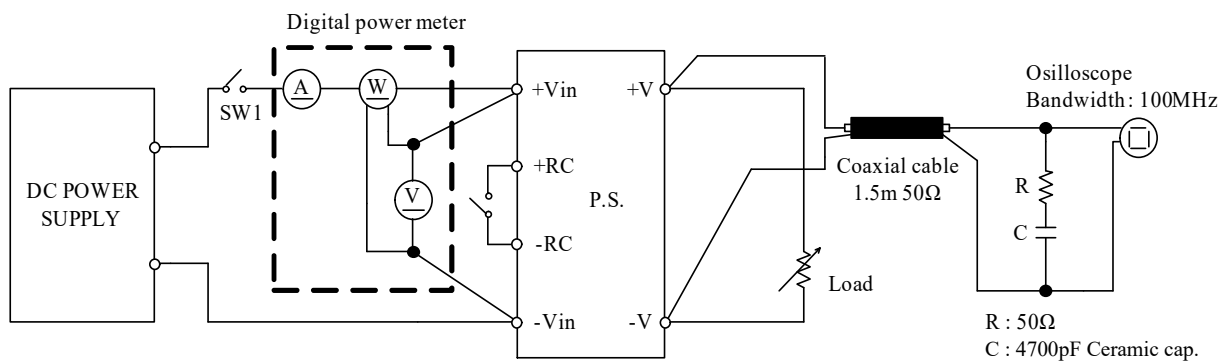 Digital power meter
DC POWER
SUPPLY
SW1
A
W
V
+Vin
+RC
-RC
-Vin
P.S.
+V
-V
Load
Coaxial cable
1.5m 50Ω
Osilloscope
Bandwidth : 100MHz
R
C
R : 50Ω
C : 4700pF Ceramic cap.